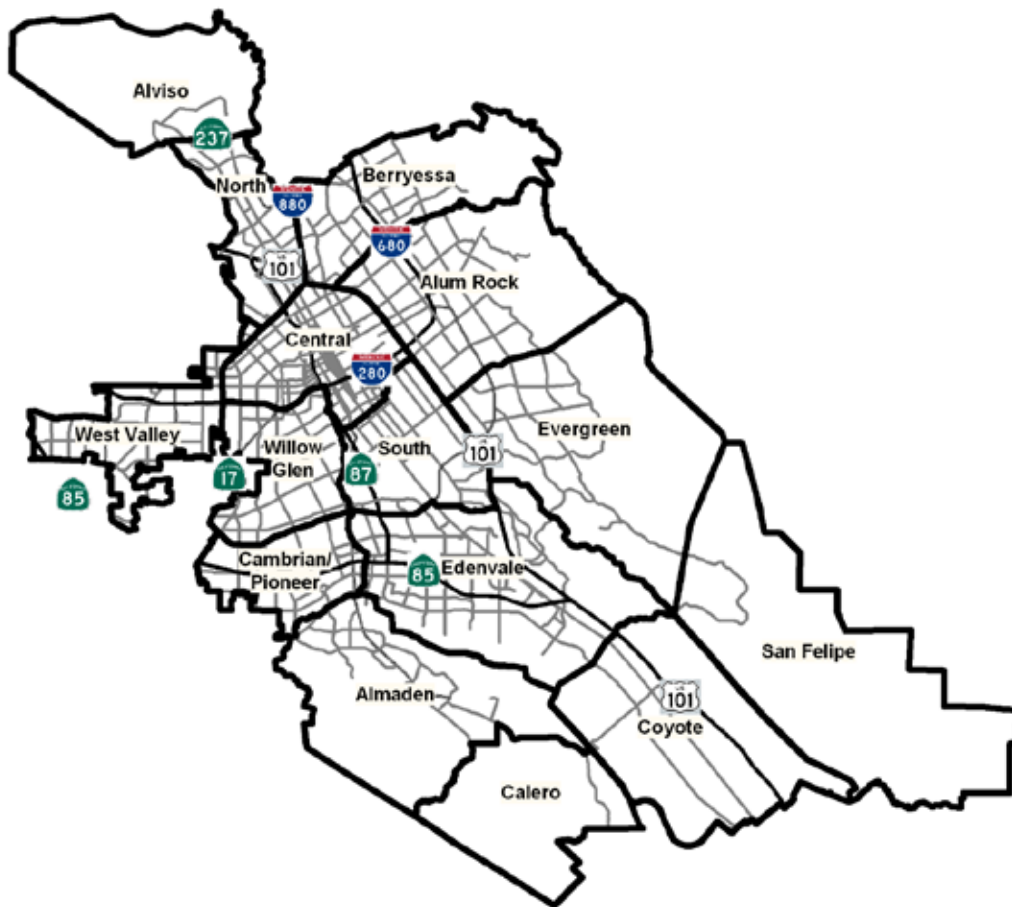 Alviso
237
North
880
Berryessa
680
101
Alum Rock
Central
280
West Valley
Willow
Glen
South
Evergreen
101
17
87
85
Cambrian/
Pioneer
85
Edenvale
San Felipe
Almaden
101
Coyote
Calero